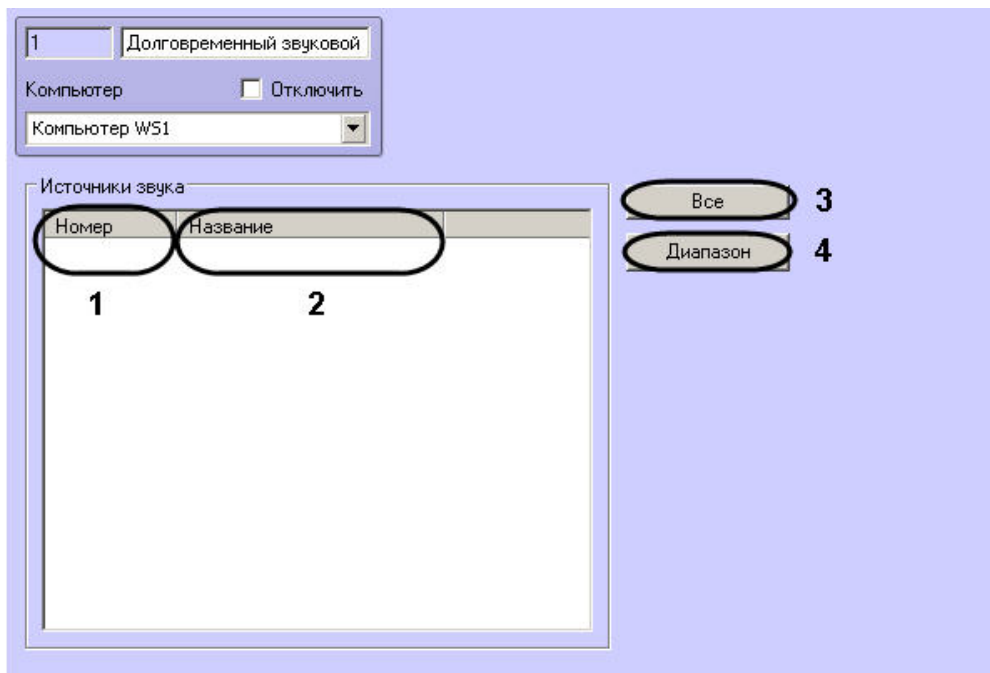 1 Долговременный звуковой
Компьютер Отключить
Компьютер WS1
Источники звука
Номер Название
Все 3
Диапазон 4
1 2